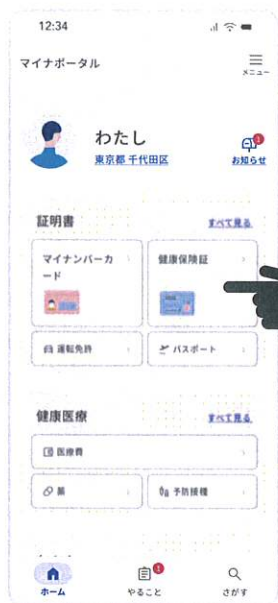 12:34
マイナポータル
メニュー
わたし
東京都 千代田区
1
お知らせ
証明書
すべて見る
マイナンバーカ
ード
健康保険証
運転免許
パスポート
健康医療
すべて見る
医療費
薬
予防接種
1
ホーム
やること
さがす